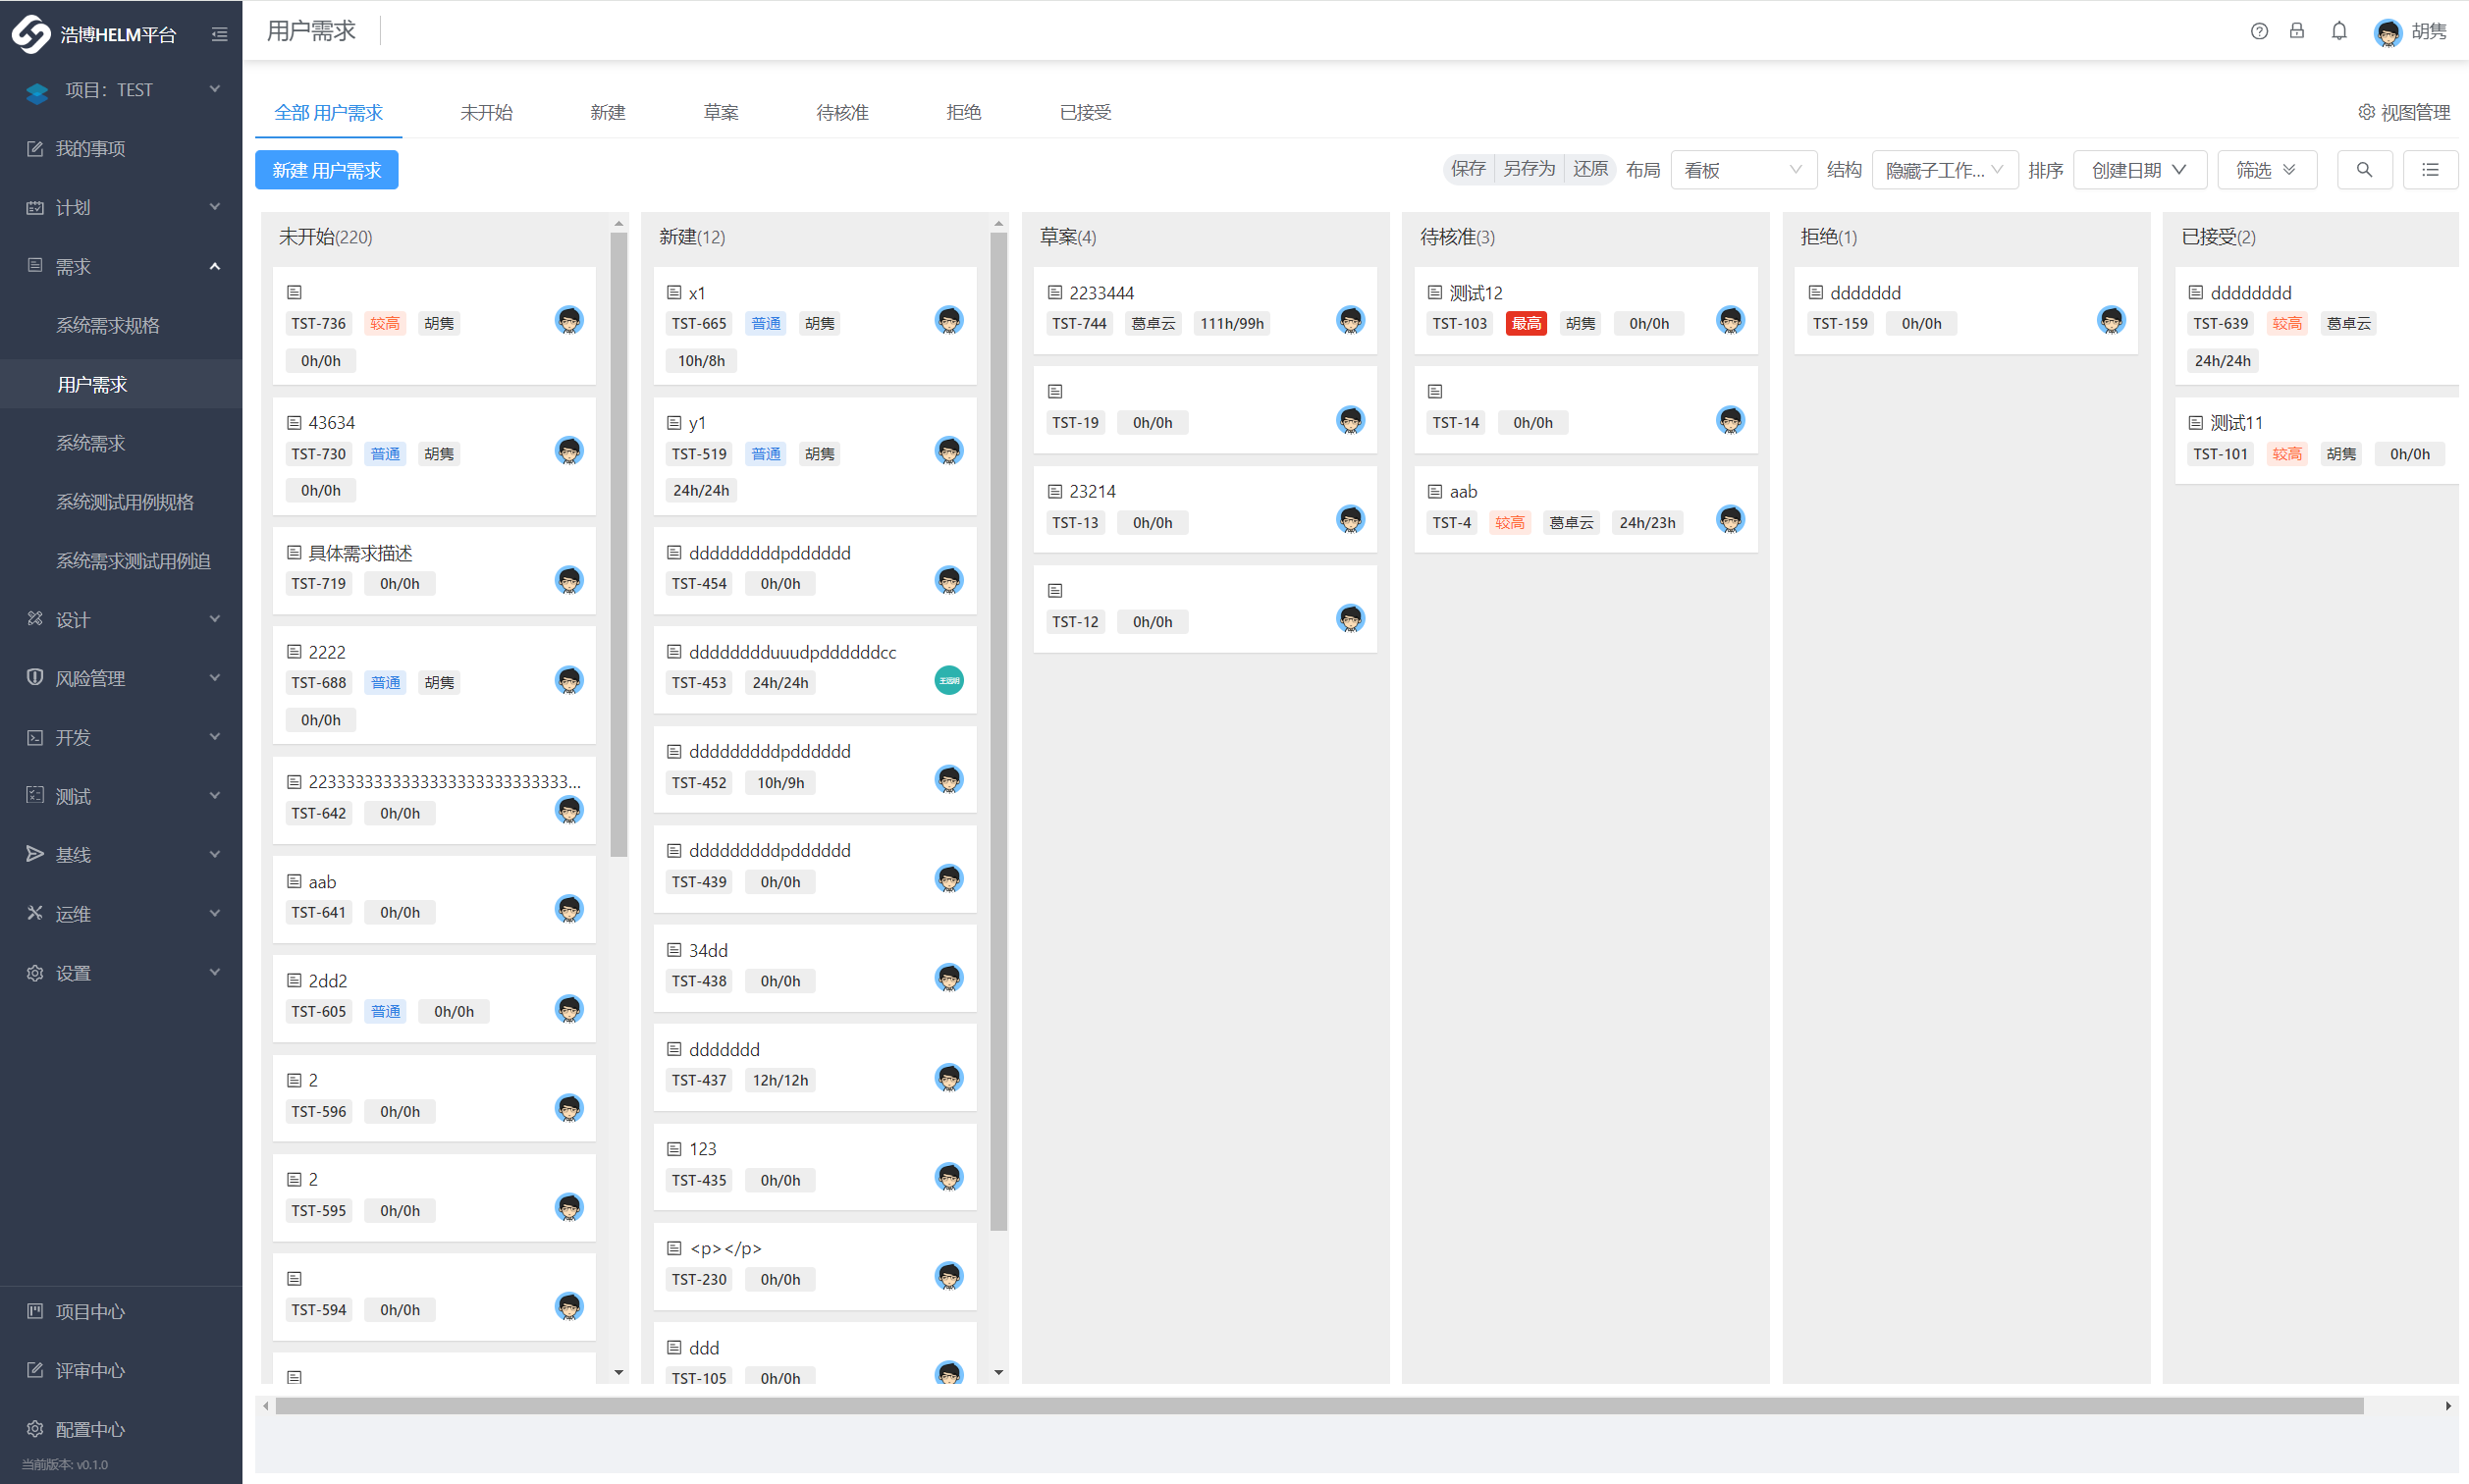 浩博HELM平台
项目：TEST
我的事项
计划
需求
系统需求规格
用户需求
系统需求
系统测试用例规格
系统需求测试用例追
设计
风险管理
开发
测试
基线
运维
设置
项目中心
评审中心
配置中心
当前版本: v0.1.0
用户需求
胡隽
全部 用户需求 未开始 新建 草案 待核准 拒绝 已接受 视图管理
新建 用户需求 保存 另存为 还原 布局 看板 结构 隐藏子工作... 排序 创建日期 筛选
未开始(220)
TST-736 较高 胡隽
0h/0h
43634
TST-730 普通 胡隽
0h/0h
具体需求描述
TST-719 0h/0h
2222
TST-688 普通 胡隽
0h/0h
TST-642 0h/0h
aab
TST-641 0h/0h
2dd2
TST-605 普通 0h/0h
2
TST-596 0h/0h
2
TST-595 0h/0h
TST-594 0h/0h
新建(12)
x1
TST-665 普通 胡隽
10h/8h
y1
TST-519 普通 胡隽
24h/24h
dddddddddpdddddd
TST-454 0h/0h
ddddddddduuudpddddddcc
TST-453 24h/24h
dddddddddpdddddd
TST-452 10h/9h
dddddddddpdddddd
TST-439 0h/0h
34dd
TST-438 0h/0h
ddddddd
TST-437 12h/12h
123
TST-435 0h/0h
<p></p>
TST-230 0h/0h
ddd
TST-105 0h/0h
草案(4)
2233444
TST-744 葛卓云 111h/99h
TST-19 0h/0h
23214
TST-13 0h/0h
TST-12 0h/0h
待核准(3)
测试12
TST-103 最高 胡隽 0h/0h
TST-14 0h/0h
aab
TST-4 较高 葛卓云 24h/23h
拒绝(1)
ddddddd
TST-159 0h/0h
已接受(2)
dddddddd
TST-639 较高 葛卓云
24h/24h
测试11
TST-101 较高 胡隽 0h/0h